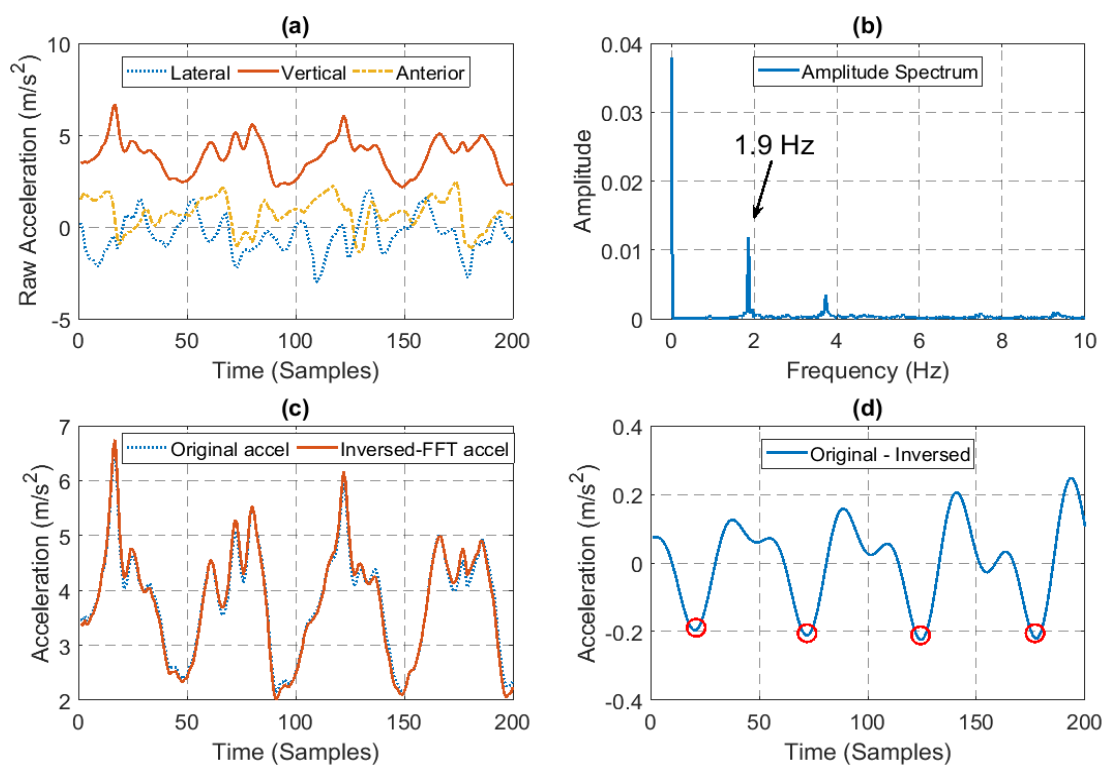 (a)
10
5
0
-5
Raw Acceleration (m/s²)
Lateral Vertical Anterior
0 50 100 150 200
Time (Samples)
(b)
0.04
0.03
0.02
0.01
0
Amplitude
Amplitude Spectrum
1.9 Hz
0 2 4 6 8 10
Frequency (Hz)
(c)
7
6
5
4
3
2
Acceleration (m/s²)
Original accel Inversed-FFT accel
0 50 100 150 200
Time (Samples)
(d)
0.4
0.2
0
-0.2
-0.4
Acceleration (m/s²)
Original - Inversed
0 50 100 150 200
Time (Samples)